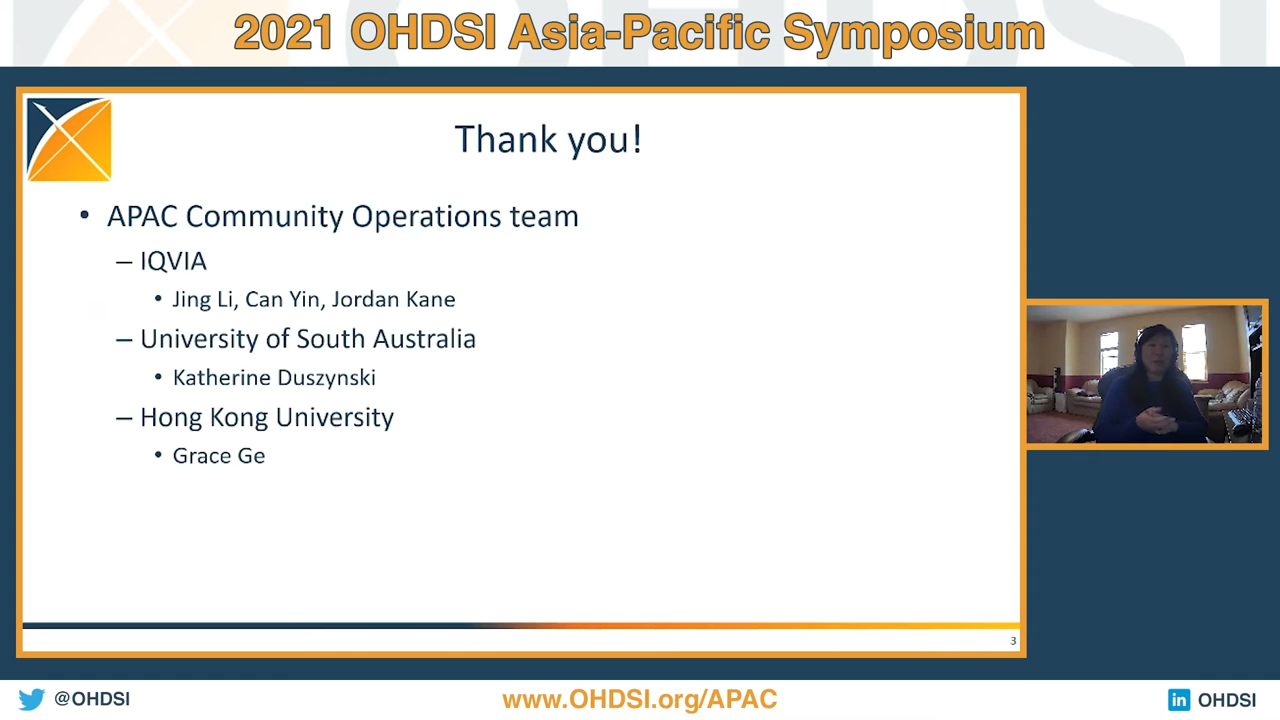 2021 OHDSI Asia-Pacific Symposium
Thank you!
• APAC Community Operations team
– IQVIA
• Jing Li, Can Yin, Jordan Kane
– University of South Australia
• Katherine Duszynski
– Hong Kong University
• Grace Ge
3
@OHDSI
www.OHDSI.org/APAC
in OHDSI